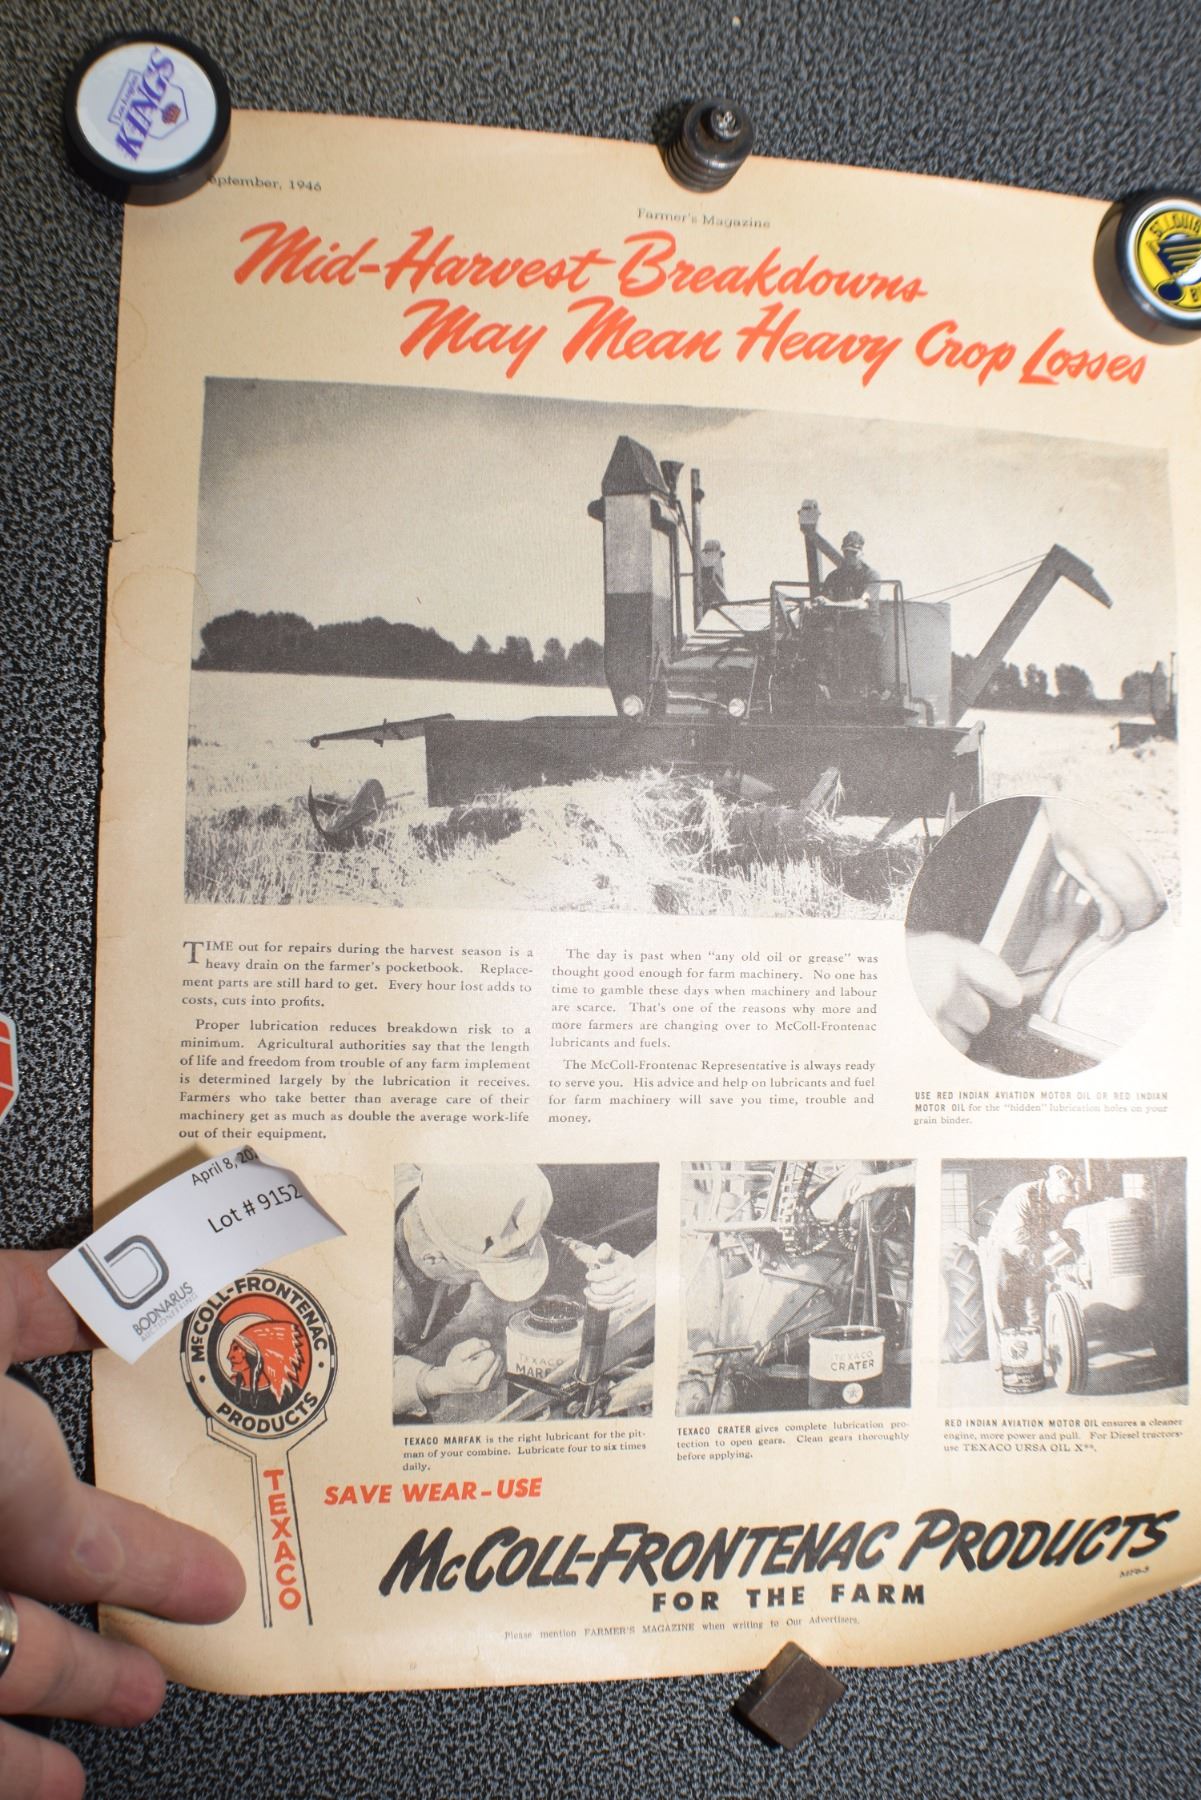 Los Angeles
KINGS
ST. LOUIS
eptember, 1946
Farmer's Magazine
Mid-Harvest Breakdowns
May Mean Heavy Crop Losses
TIME out for repairs during the harvest season is a
heavy drain on the farmer's pocketbook. Replace-
ment parts are still hard to get. Every hour lost adds to
costs, cuts into profits.
Proper lubrication reduces breakdown risk to a
minimum. Agricultural authorities say that the length
of life and freedom from trouble of any farm implement
is determined largely by the lubrication it receives.
Farmers who take better than average care of their
machinery get as much as double the average work-life
out of their equipment.
The day is past when "any old oil or grease" was
thought good enough for farm machinery. No one has
time to gamble these days when machinery and labour
are scarce. That's one of the reasons why more and
more farmers are changing over to McColl-Frontenac
lubricants and fuels.
The McColl-Frontenac Representative is always ready
to serve you. His advice and help on lubricants and fuel
for farm machinery will save you time, trouble and
money.
USE RED INDIAN AVIATION MOTOR OIL OR RED INDIAN
MOTOR OIL for the "hidden" lubrication holes on your
grain binder.
April 8, 20
Lot # 9152
b
BODNARUS
AUCTIONEERING
McCOLL-FRONTENAC
PRODUCTS
TEXACO
TEXACO
MARF
TEXACO
CRATER
TEXACO MARFAK is the right lubricant for the pit-
man of your combine. Lubricate four to six times
daily.
TEXACO CRATER gives complete lubrication pro-
tection to open gears. Clean gears thoroughly
before applying.
RED INDIAN AVIATION MOTOR OIL ensures a cleaner
engine, more power and pull. For Diesel tractors-
use TEXACO URSA OIL X**.
SAVE WEAR-USE
McCOLL-FRONTENAC PRODUCTS
FOR THE FARM
Please mention FARMER'S MAGAZINE when writing to Our Advertisers.